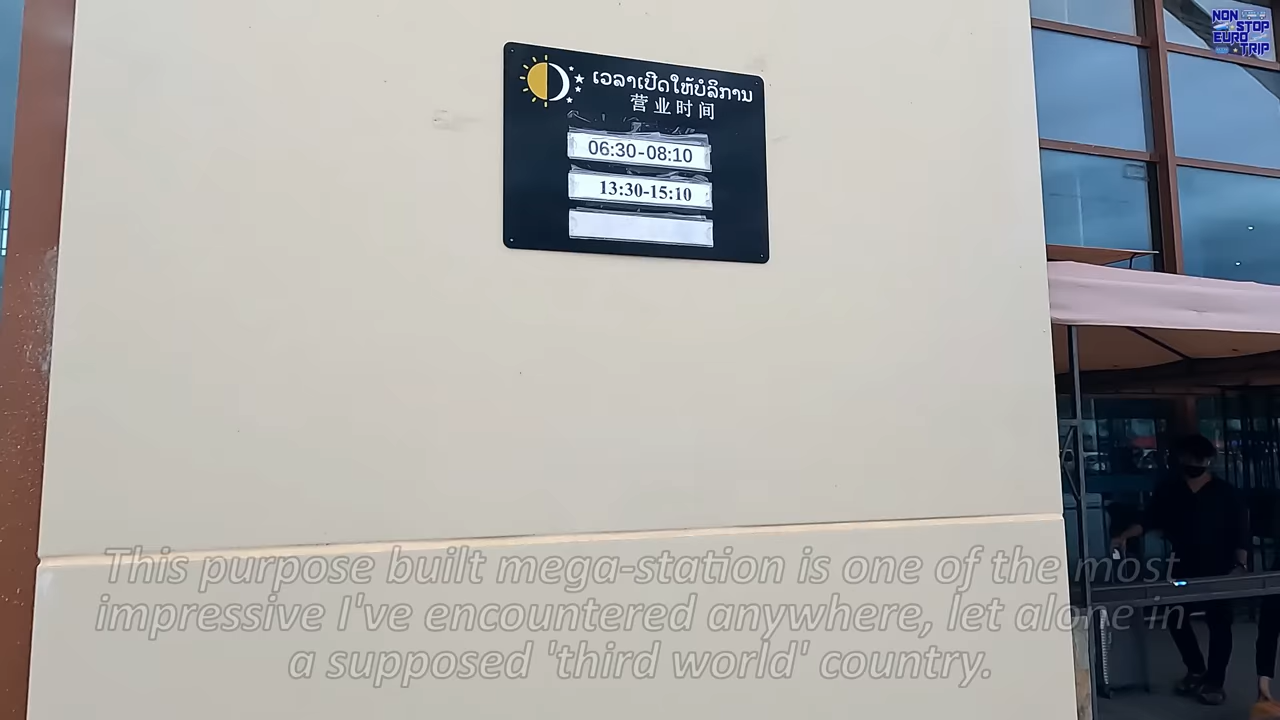 NON
STOP
EURO
TRIP
ເວລາເປີດໃຫ້ບໍລິການ
营业时间
06:30-08:10
13:30-15:10
This purpose built mega-station is one of the most
impressive I've encountered anywhere, let alone in-
a supposed 'third world' country.